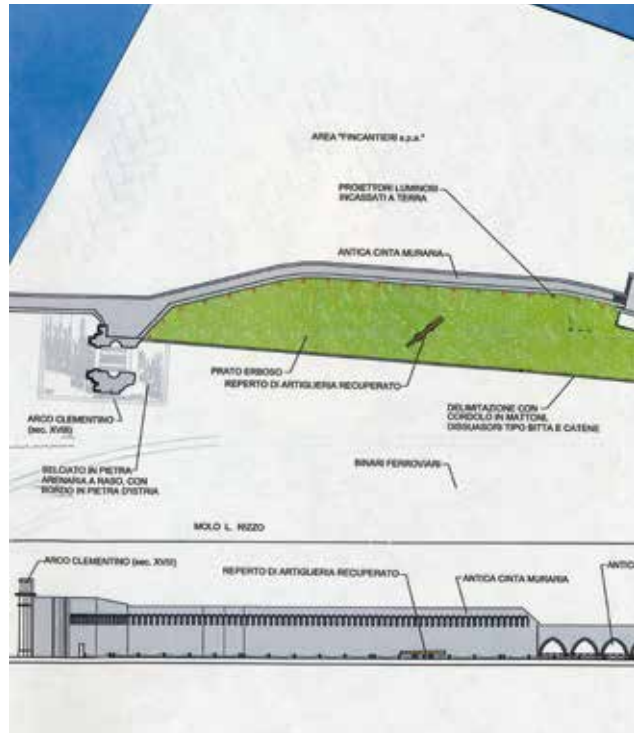 AREA "FINCANTIERI s.p.a."
PROIETTORI LUMINOSI
INCASSATI A TERRA
ANTICA CINTA MURARIA
PRATO ERBOSO
REPERTO DI ARTIGLIERIA RECUPERATO
ARCO CLEMENTINO
(sec. XVIII)
DELIMITAZIONE CON
CORDOLO IN MATTONI,
DISSUASORI TIPO BITTA E CATENE
SELCIATO IN PIETRA
ARENARIA A RASO, CON
BORDO IN PIETRA D'ISTRIA
BINARI FERROVIARI
MOLO L. RIZZO
ARCO CLEMENTINO (sec. XVIII)
REPERTO DI ARTIGLIERIA RECUPERATO
ANTICA CINTA MURARIA
ANTIC